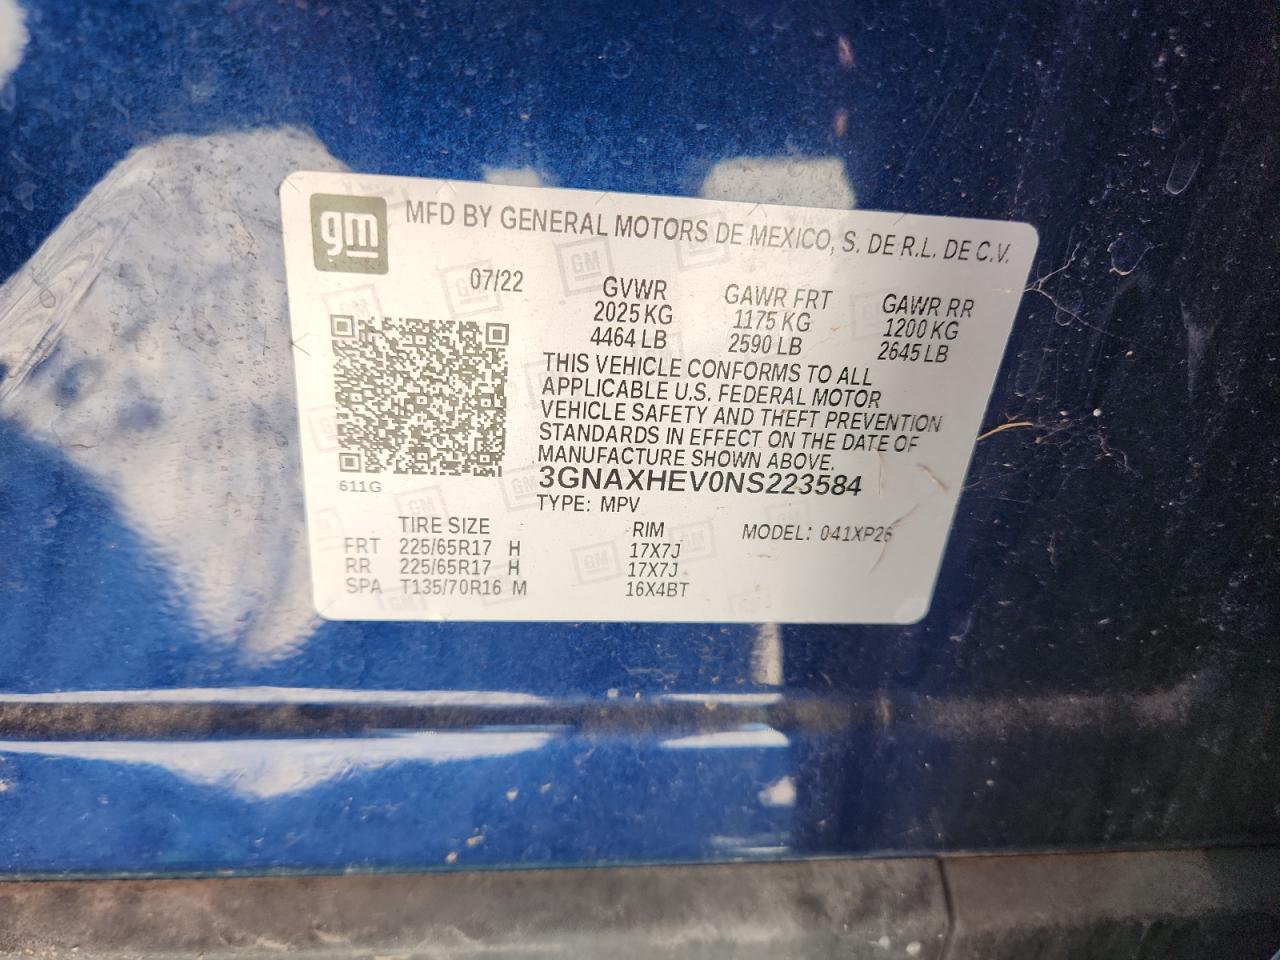 gm MFD BY GENERAL MOTORS DE MEXICO, S. DE R.L. DE C.V.
07/22 GVWR GAWR FRT GAWR RR
2025 KG 1175 KG 1200 KG
4464 LB 2590 LB 2645 LB
THIS VEHICLE CONFORMS TO ALL
APPLICABLE U.S. FEDERAL MOTOR
VEHICLE SAFETY AND THEFT PREVENTION
STANDARDS IN EFFECT ON THE DATE OF
MANUFACTURE SHOWN ABOVE.
611G 3GNAXHEV0NS223584
TYPE: MPV
TIRE SIZE RIM MODEL: 041XP26
FRT 225/65R17 H 17X7J
RR 225/65R17 H 17X7J
SPA T135/70R16 M 16X4BT